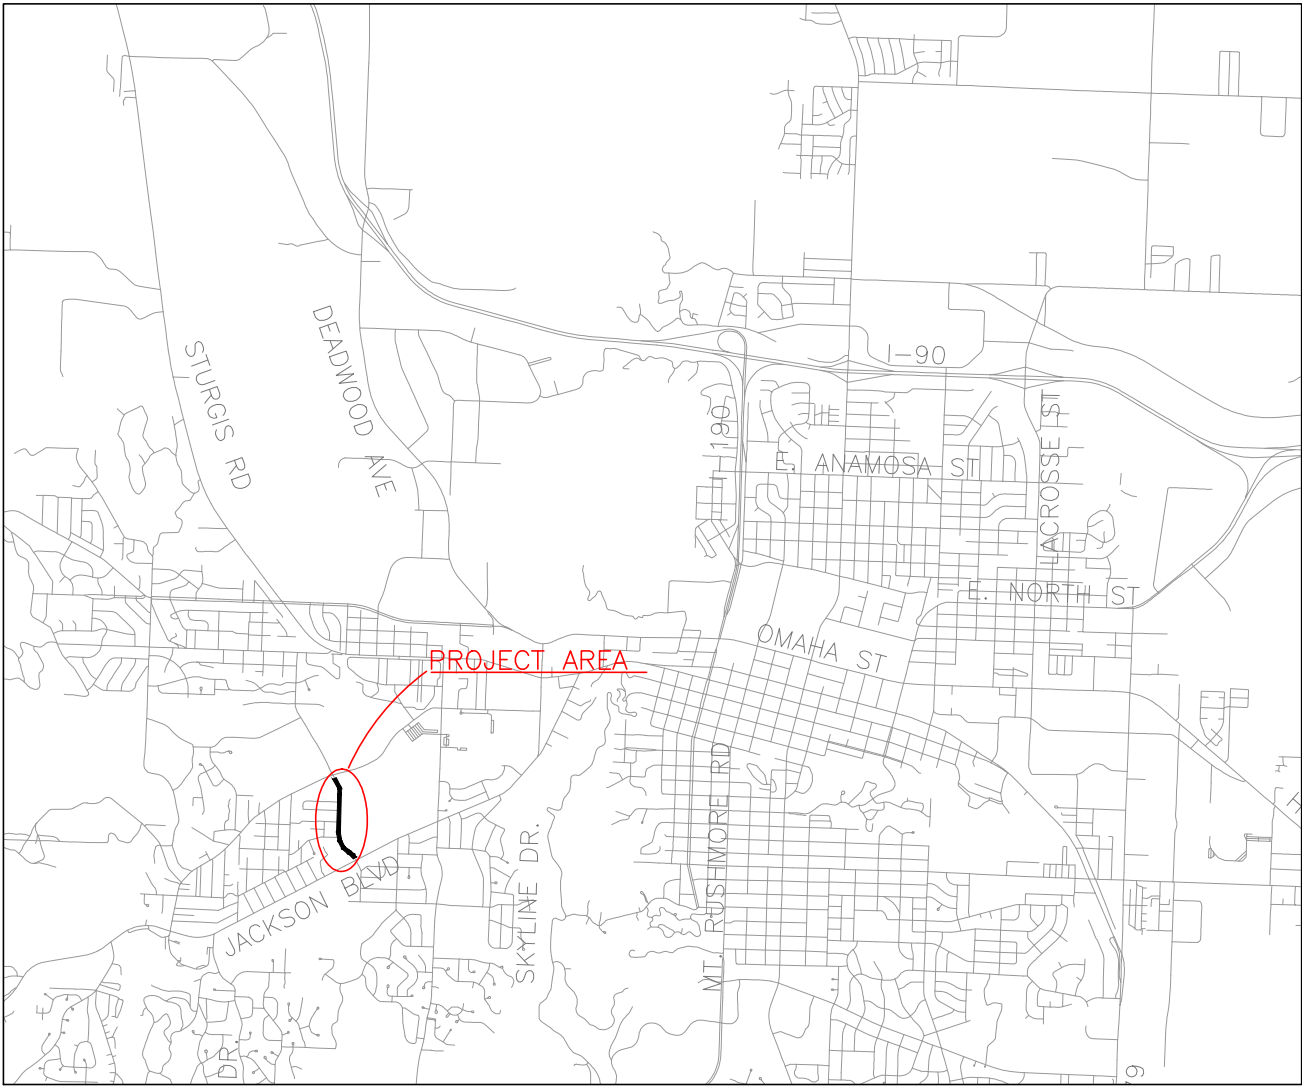 I-90
DEADWOOD AVE
STURGIS RD
I 190
LACROSSE ST
E. ANAMOSA ST
E. NORTH ST
OMAHA ST
PROJECT AREA
MT. RUSHMORE RD
SKYLINE DR.
JACKSON BLVD
DR.